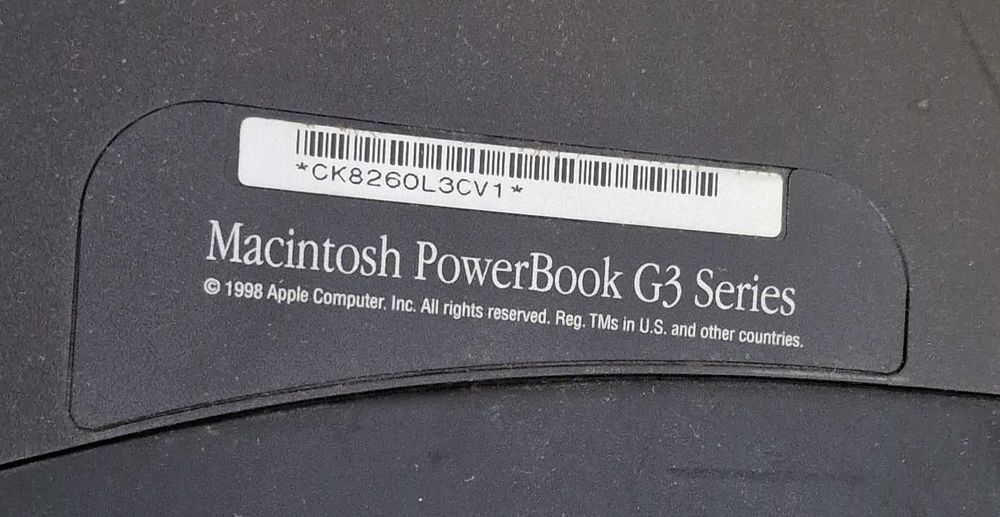 *CK8260L3CV1*
Macintosh PowerBook G3 Series
© 1998 Apple Computer, Inc. All rights reserved. Reg. TMs in U.S. and other countries.